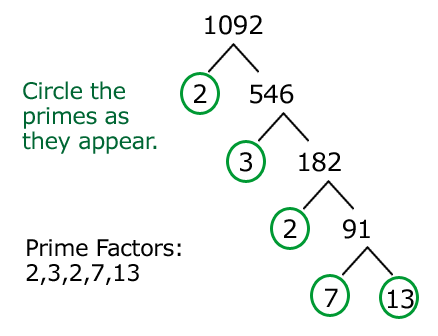 1092
2 546
Circle the
primes as
they appear.
3 182
2 91
Prime Factors:
2,3,2,7,13
7 13